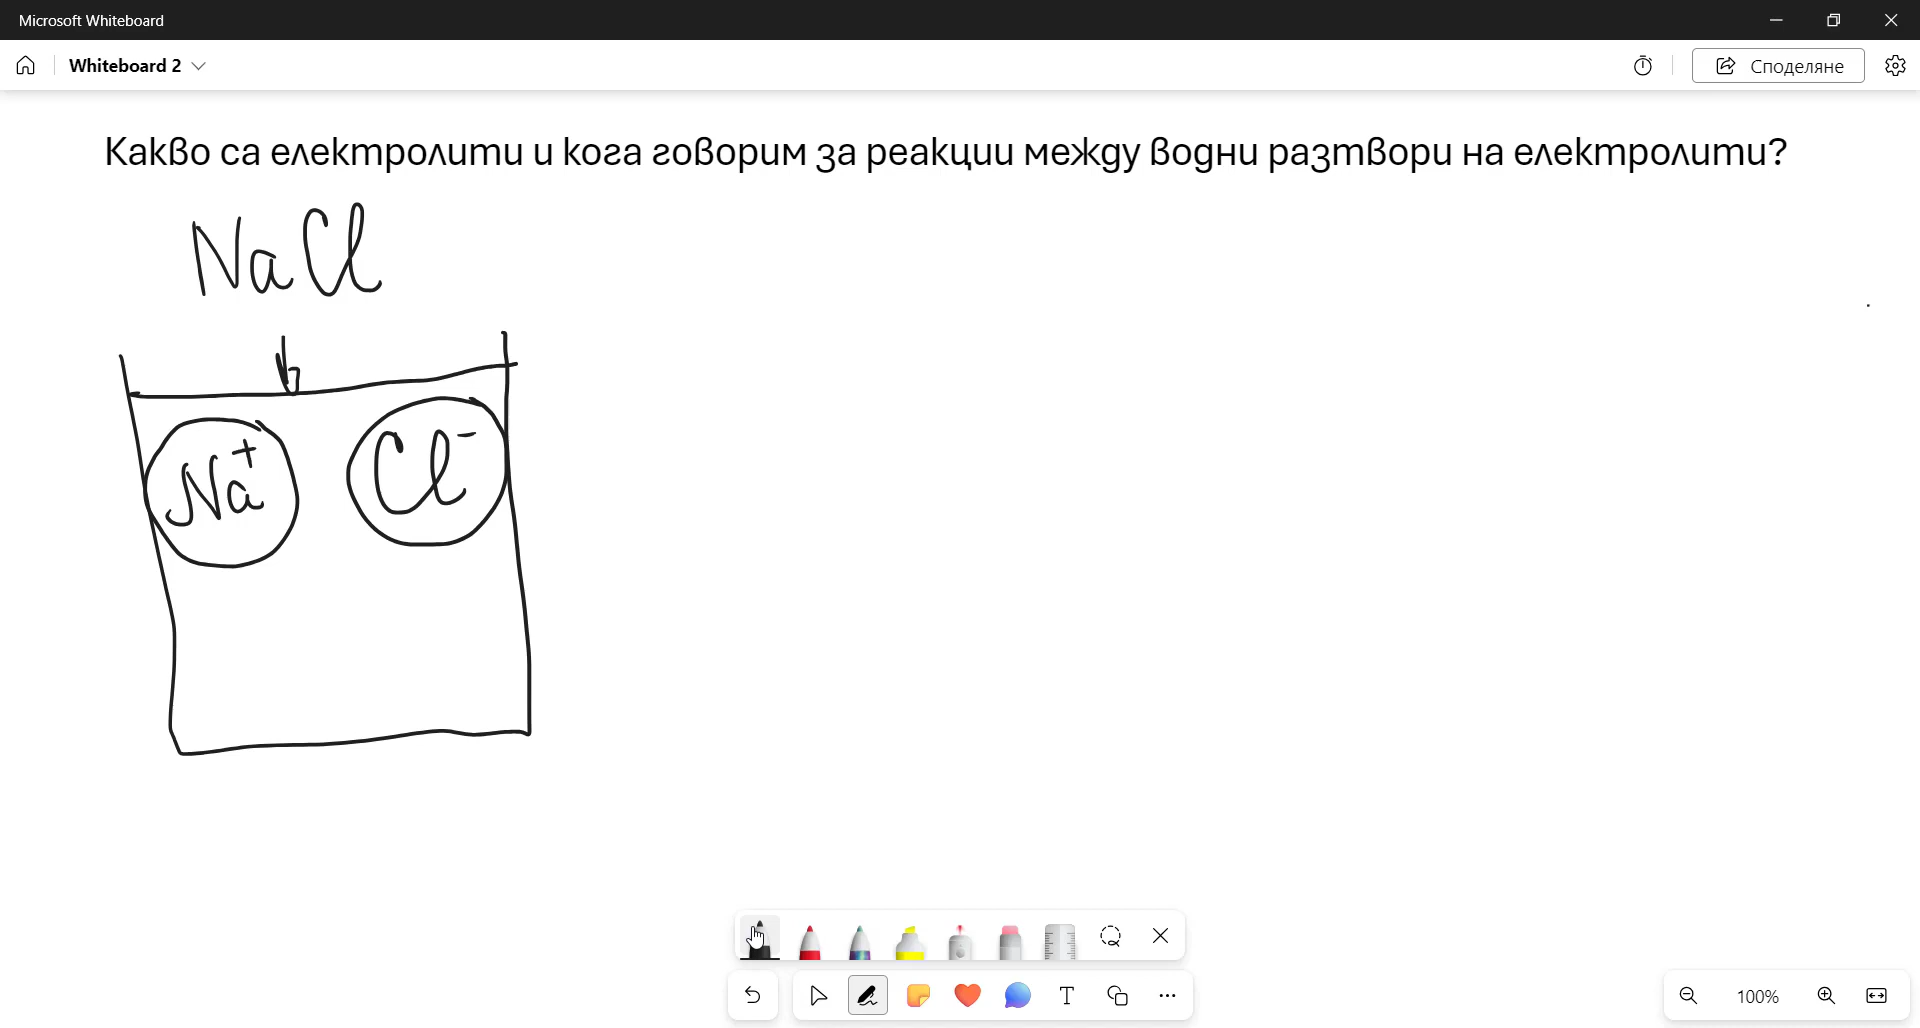 Microsoft Whiteboard
Whiteboard 2
Споделяне
Какво са електролити и кога говорим за реакции между водни разтвори на електролити?
NaCl
Na⁺
Cl⁻
100%